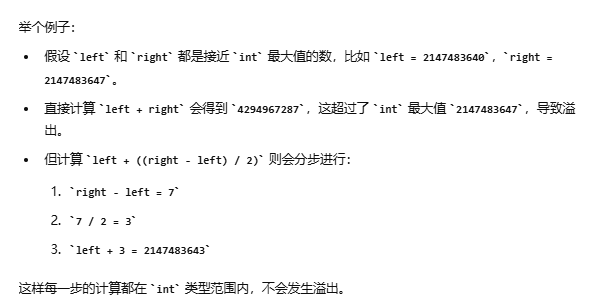 举个例子：
• 假设 `left` 和 `right` 都是接近 `int` 最大值的数，比如 `left = 2147483640`，`right =
2147483647`。
• 直接计算 `left + right` 会得到 `4294967287`，这超过了 `int` 最大值 `2147483647`，导致溢
出。
• 但计算 `left + ((right - left) / 2)` 则会分步进行：
1. `right - left = 7`
2. `7 / 2 = 3`
3. `left + 3 = 2147483643`
这样每一步的计算都在 `int` 类型范围内，不会发生溢出。